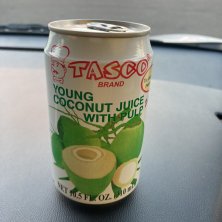 TASCO
BRAND
YOUNG
COCONUT JUICE
WITH PULP
NET 10.5 FL. OZ.